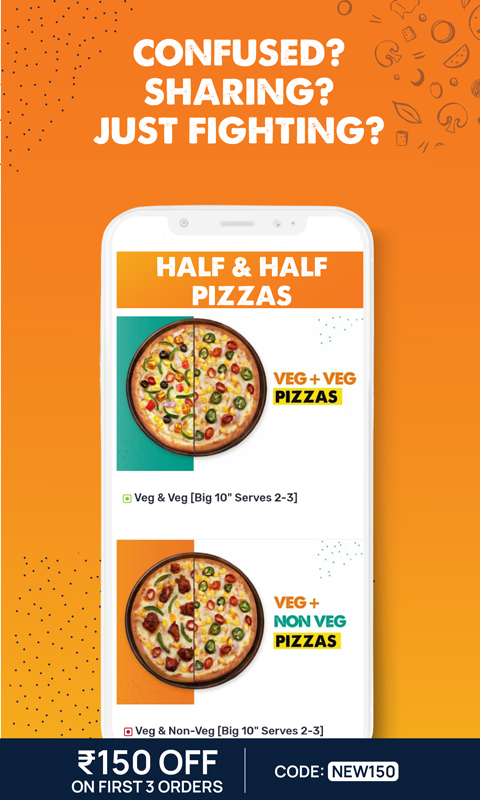 CONFUSED?
SHARING?
JUST FIGHTING?
HALF & HALF
PIZZAS
VEG + VEG
PIZZAS
Veg & Veg [Big 10" Serves 2-3]
VEG +
NON VEG
PIZZAS
Veg & Non-Veg [Big 10" Serves 2-3]
₹150 OFF
ON FIRST 3 ORDERS
CODE: NEW150